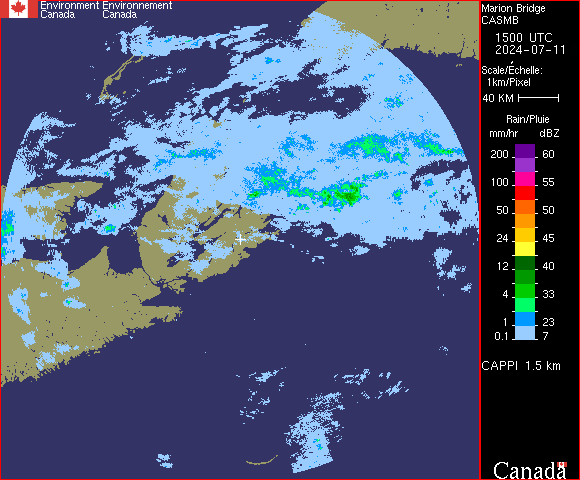 Environment Environnement
Canada Canada
Marion Bridge
CASMB
1500 UTC
2024-07-11
Scale/Échelle:
1km/Pixel
40 KM
Rain/Pluie
mm/hr dBZ
200 60
100 55
50 50
24 45
12 40
4 33
1 23
0.1 7
CAPPI 1.5 km
Canada